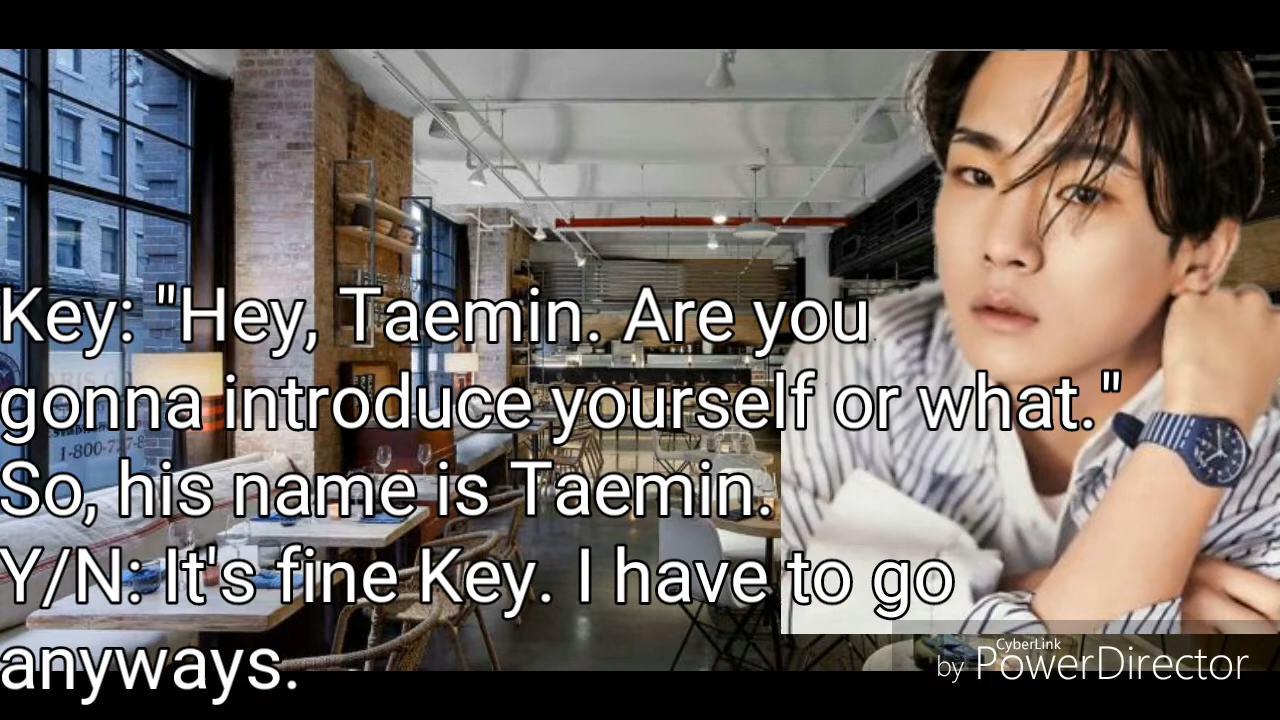 Key: "Hey, Taemin. Are you
gonna introduce yourself or what."
So, his name is Taemin.
Y/N: It's fine Key. I have to go
anyways.
CyberLink
by PowerDirector